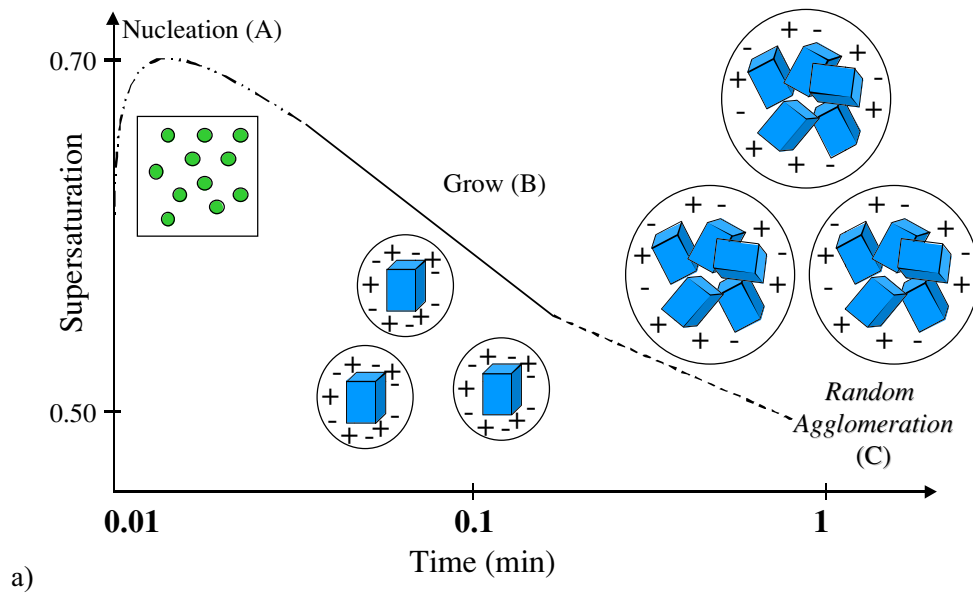 Nucleation (A)
0.70
Grow (B)
Supersaturation
0.50
Random
Agglomeration
(C)
0.01
0.1
1
Time (min)
a)